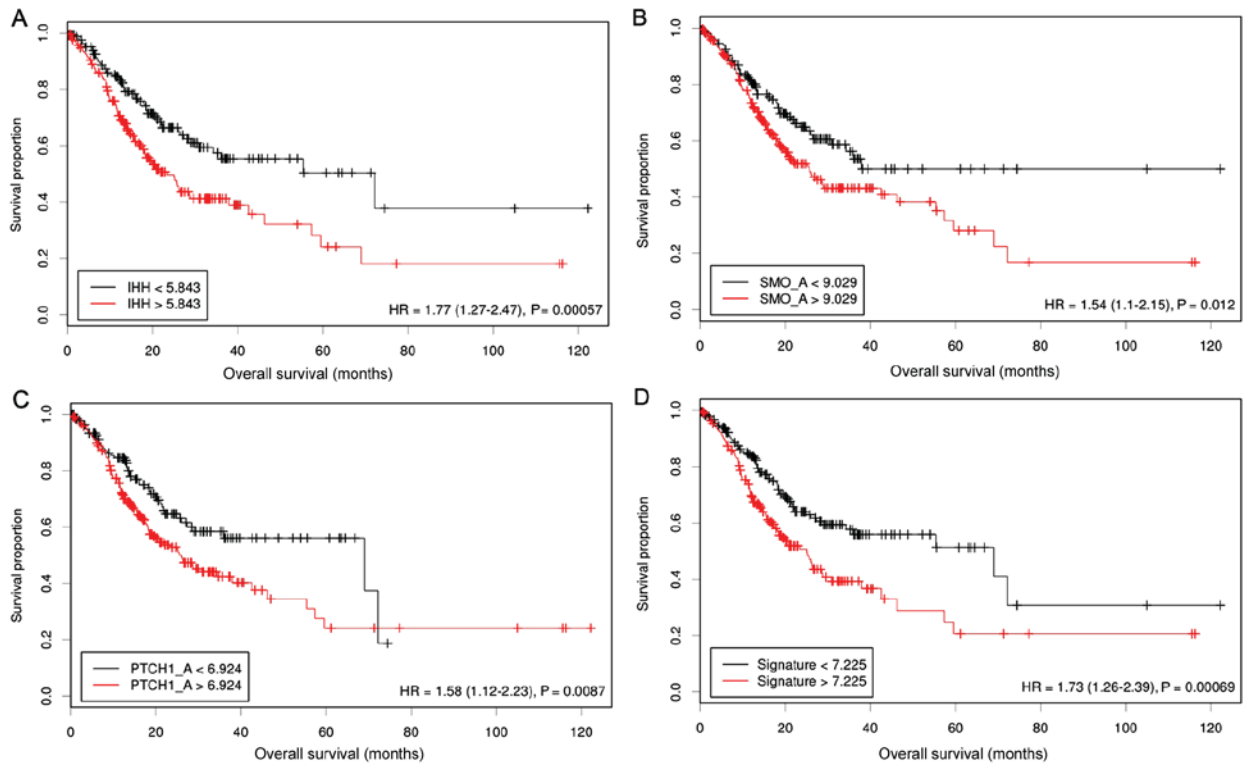 A
Survival proportion
1.0
0.8
0.6
0.4
0.2
0.0
IHH < 5.843
IHH > 5.843
HR = 1.77 (1.27-2.47), P = 0.00057
0 20 40 60 80 100 120
Overall survival (months)
B
Survival proportion
1.0
0.8
0.6
0.4
0.2
0.0
SMO_A < 9.029
SMO_A > 9.029
HR = 1.54 (1.1-2.15), P = 0.012
0 20 40 60 80 100 120
Overall survival (months)
C
Survival proportion
1.0
0.8
0.6
0.4
0.2
0.0
PTCH1_A < 6.924
PTCH1_A > 6.924
HR = 1.58 (1.12-2.23), P = 0.0087
0 20 40 60 80 100 120
Overall survival (months)
D
Survival proportion
1.0
0.8
0.6
0.4
0.2
0.0
Signature < 7.225
Signature > 7.225
HR = 1.73 (1.26-2.39), P = 0.00069
0 20 40 60 80 100 120
Overall survival (months)